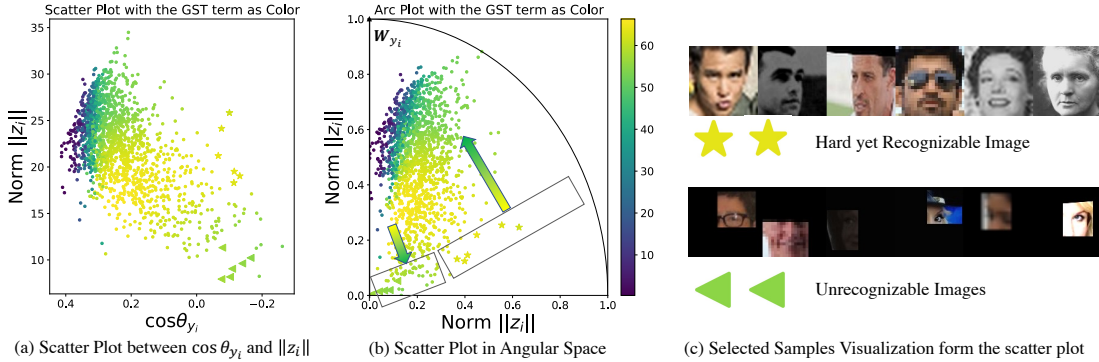 Scatter Plot with the GST term as Color
35
30
25
20
15
10
0.4 0.2 0.0 −0.2
Norm ||z_i||
cosθ_{y_i}
(a) Scatter Plot between cos θ_{y_i} and ‖z_i‖
Arc Plot with the GST term as Color
W_{y_i}
1.0
0.8
0.6
0.4
0.2
0.0
0.0 0.2 0.4 0.6 0.8 1.0
Norm ||z_i||
Norm ||z_i||
60
50
40
30
20
10
(b) Scatter Plot in Angular Space
Hard yet Recognizable Image
Unrecognizable Images
(c) Selected Samples Visualization form the scatter plot